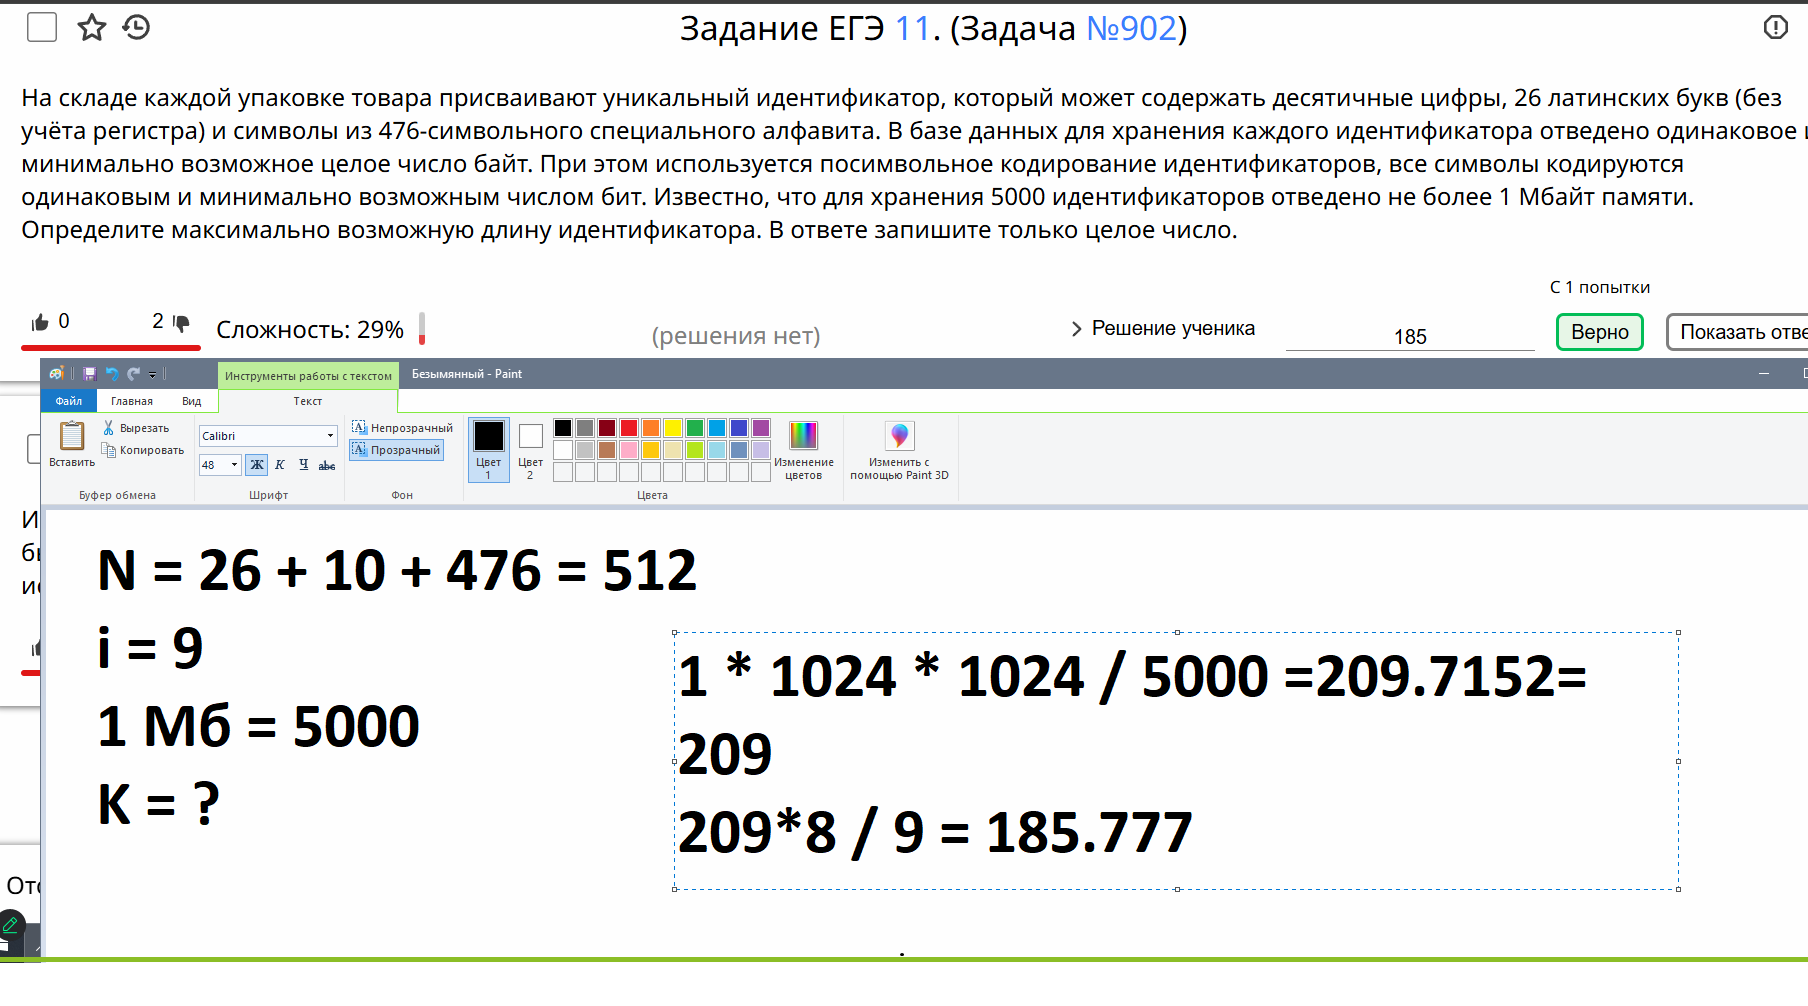 Задание ЕГЭ 11. (Задача №902)
На складе каждой упаковке товара присваивают уникальный идентификатор, который может содержать десятичные цифры, 26 латинских букв (без
учёта регистра) и символы из 476-символьного специального алфавита. В базе данных для хранения каждого идентификатора отведено одинаковое и
минимально возможное целое число байт. При этом используется посимвольное кодирование идентификаторов, все символы кодируются
одинаковым и минимально возможным числом бит. Известно, что для хранения 5000 идентификаторов отведено не более 1 Мбайт памяти.
Определите максимально возможную длину идентификатора. В ответе запишите только целое число.
С 1 попытки
0 2 Сложность: 29% (решения нет) Решение ученика 185 Верно Показать отве
Инструменты работы с текстом Безымянный - Paint
Файл Главная Вид Текст
Вставить Вырезать Копировать
Calibri
48 Ж К Ч abc
Непрозрачный
Прозрачный
Цвет 1 Цвет 2
Изменение цветов
Изменить с помощью Paint 3D
Буфер обмена Шрифт Фон Цвета
И
бы
ис
Отс
N = 26 + 10 + 476 = 512
i = 9
1 Мб = 5000
K = ?
1 * 1024 * 1024 / 5000 =209.7152=
209
209*8 / 9 = 185.777